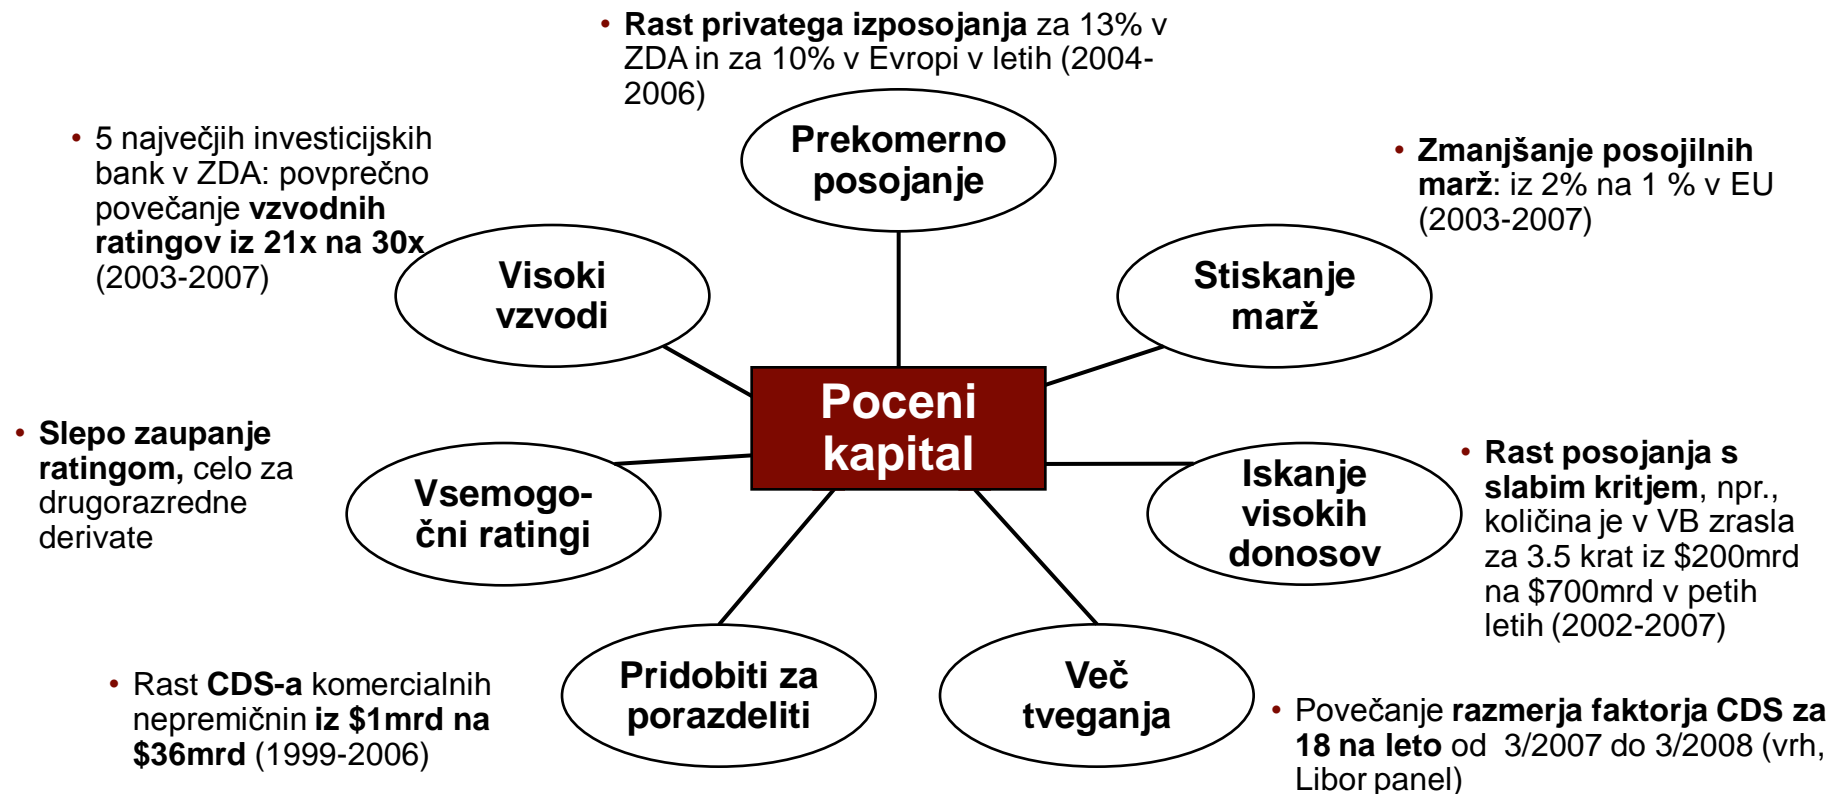 • Rast privatega izposojanja za 13% v
ZDA in za 10% v Evropi v letih (2004-
2006)
Prekomerno
posojanje
• 5 največjih investicijskih
bank v ZDA: povprečno
povečanje vzvodnih
ratingov iz 21x na 30x
(2003-2007)
Visoki
vzvodi
• Zmanjšanje posojilnih
marž: iz 2% na 1 % v EU
(2003-2007)
Stiskanje
marž
Poceni
kapital
• Slepo zaupanje
ratingom, celo za
drugorazredne
derivate
Vsemogo-
čni ratingi
Iskanje
visokih
donosov
• Rast posojanja s
slabim kritjem, npr.,
količina je v VB zrasla
za 3.5 krat iz $200mrd
na $700mrd v petih
letih (2002-2007)
• Rast CDS-a komercialnih
nepremičnin iz $1mrd na
$36mrd (1999-2006)
Pridobiti za
porazdeliti
Več
tveganja
• Povečanje razmerja faktorja CDS za
18 na leto od 3/2007 do 3/2008 (vrh,
Libor panel)